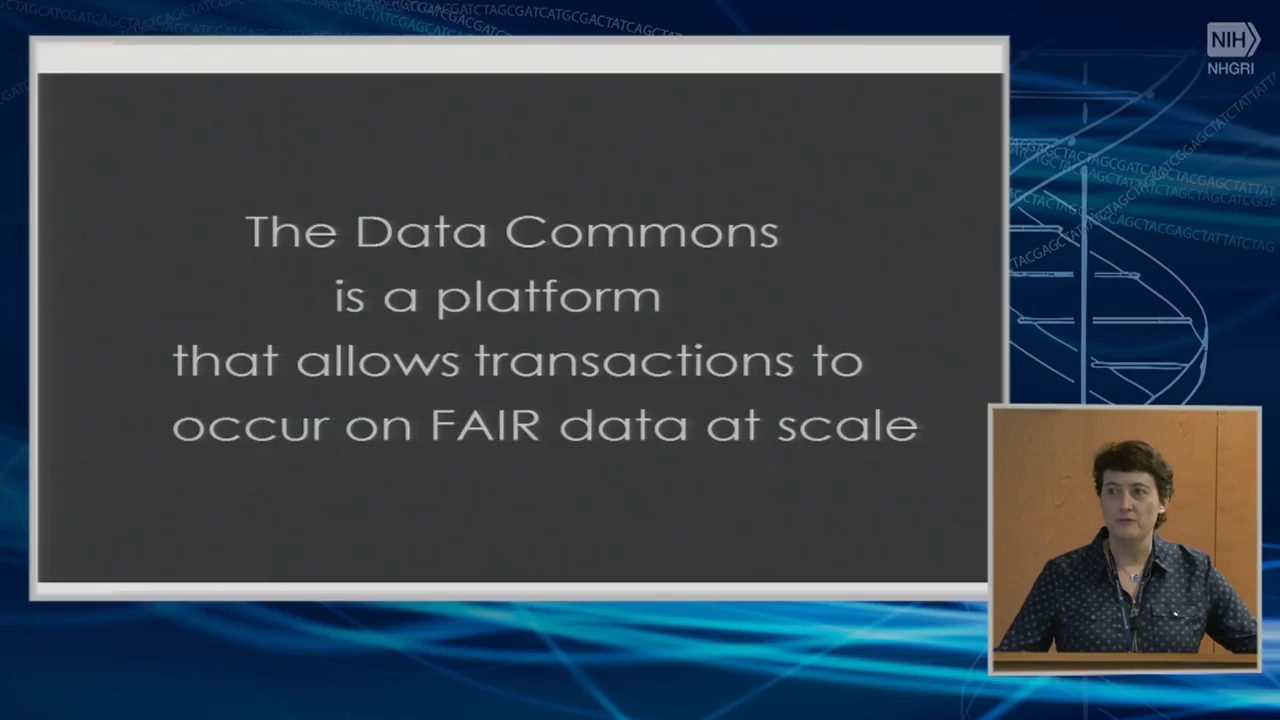 NIH
NHGRI
The Data Commons
is a platform
that allows transactions to
occur on FAIR data at scale